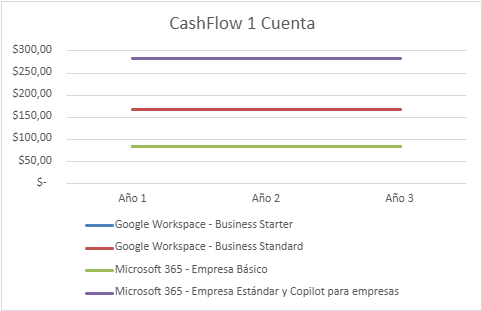 CashFlow 1 Cuenta
$300,00
$250,00
$200,00
$150,00
$100,00
$50,00
$-
Año 1 Año 2 Año 3
Google Workspace - Business Starter
Google Workspace - Business Standard
Microsoft 365 - Empresa Básico
Microsoft 365 - Empresa Estándar y Copilot para empresas